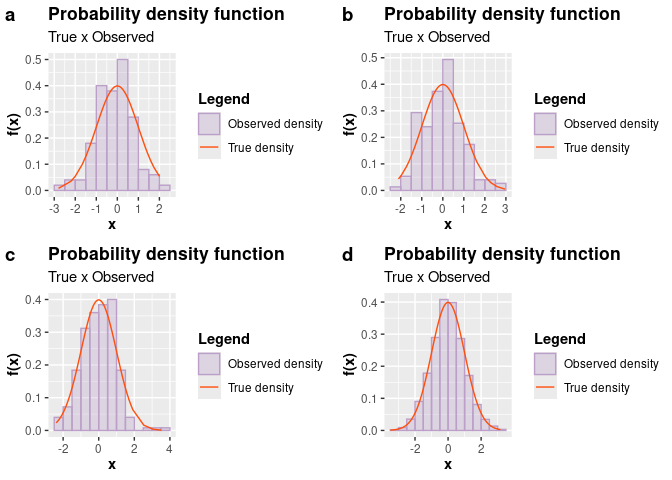 a
Probability density function
True x Observed
0.5
0.4
0.3
0.2
0.1
0.0
-3 -2 -1 0 1 2
f(x)
x
Legend
Observed density
True density
b
Probability density function
True x Observed
0.5
0.4
0.3
0.2
0.1
0.0
-2 -1 0 1 2 3
f(x)
x
Legend
Observed density
True density
c
Probability density function
True x Observed
0.4
0.3
0.2
0.1
0.0
-2 0 2 4
f(x)
x
Legend
Observed density
True density
d
Probability density function
True x Observed
0.4
0.3
0.2
0.1
0.0
-2 0 2
f(x)
x
Legend
Observed density
True density